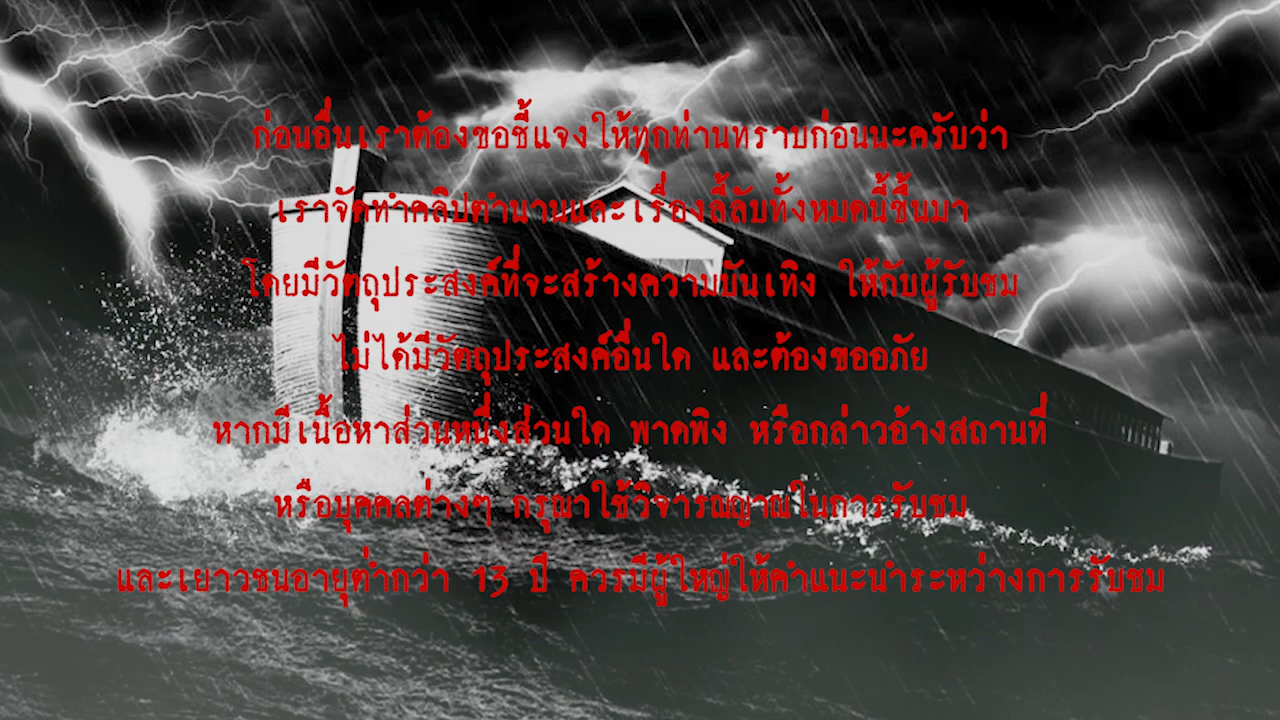 ก่อนอื่นเราต้องขอชี้แจงให้ทุกท่านทราบก่อนนะครับว่า
เราจัดทำคลิปตำนานและเรื่องลี้ลับทั้งหมดนี้ขึ้นมา
โดยมีวัตถุประสงค์ที่จะสร้างความบันเทิง ให้กับผู้รับชม
ไม่ได้มีวัตถุประสงค์อื่นใด และต้องขออภัย
หากมีเนื้อหาส่วนหนึ่งส่วนใด พาดพิง หรือกล่าวอ้างสถานที่
หรือบุคคลต่างๆ กรุณาใช้วิจารณญาณในการรับชม
และเยาวชนอายุต่ำกว่า 13 ปี ควรมีผู้ใหญ่ให้คำแนะนำระหว่างการรับชม